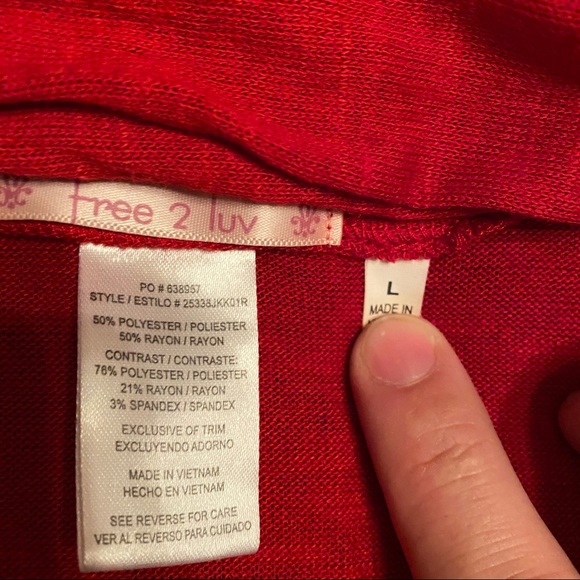 free 2 luv
PO # 638957
STYLE / ESTILO # 25338JKK01R
50% POLYESTER / POLIESTER
50% RAYON / RAYON
CONTRAST / CONTRASTE:
76% POLYESTER / POLIESTER
21% RAYON / RAYON
3% SPANDEX / SPANDEX
EXCLUSIVE OF TRIM
EXCLUYENDO ADORNO
MADE IN VIETNAM
HECHO EN VIETNAM
SEE REVERSE FOR CARE
VER AL REVERSO PARA CUIDADO
L
MADE IN